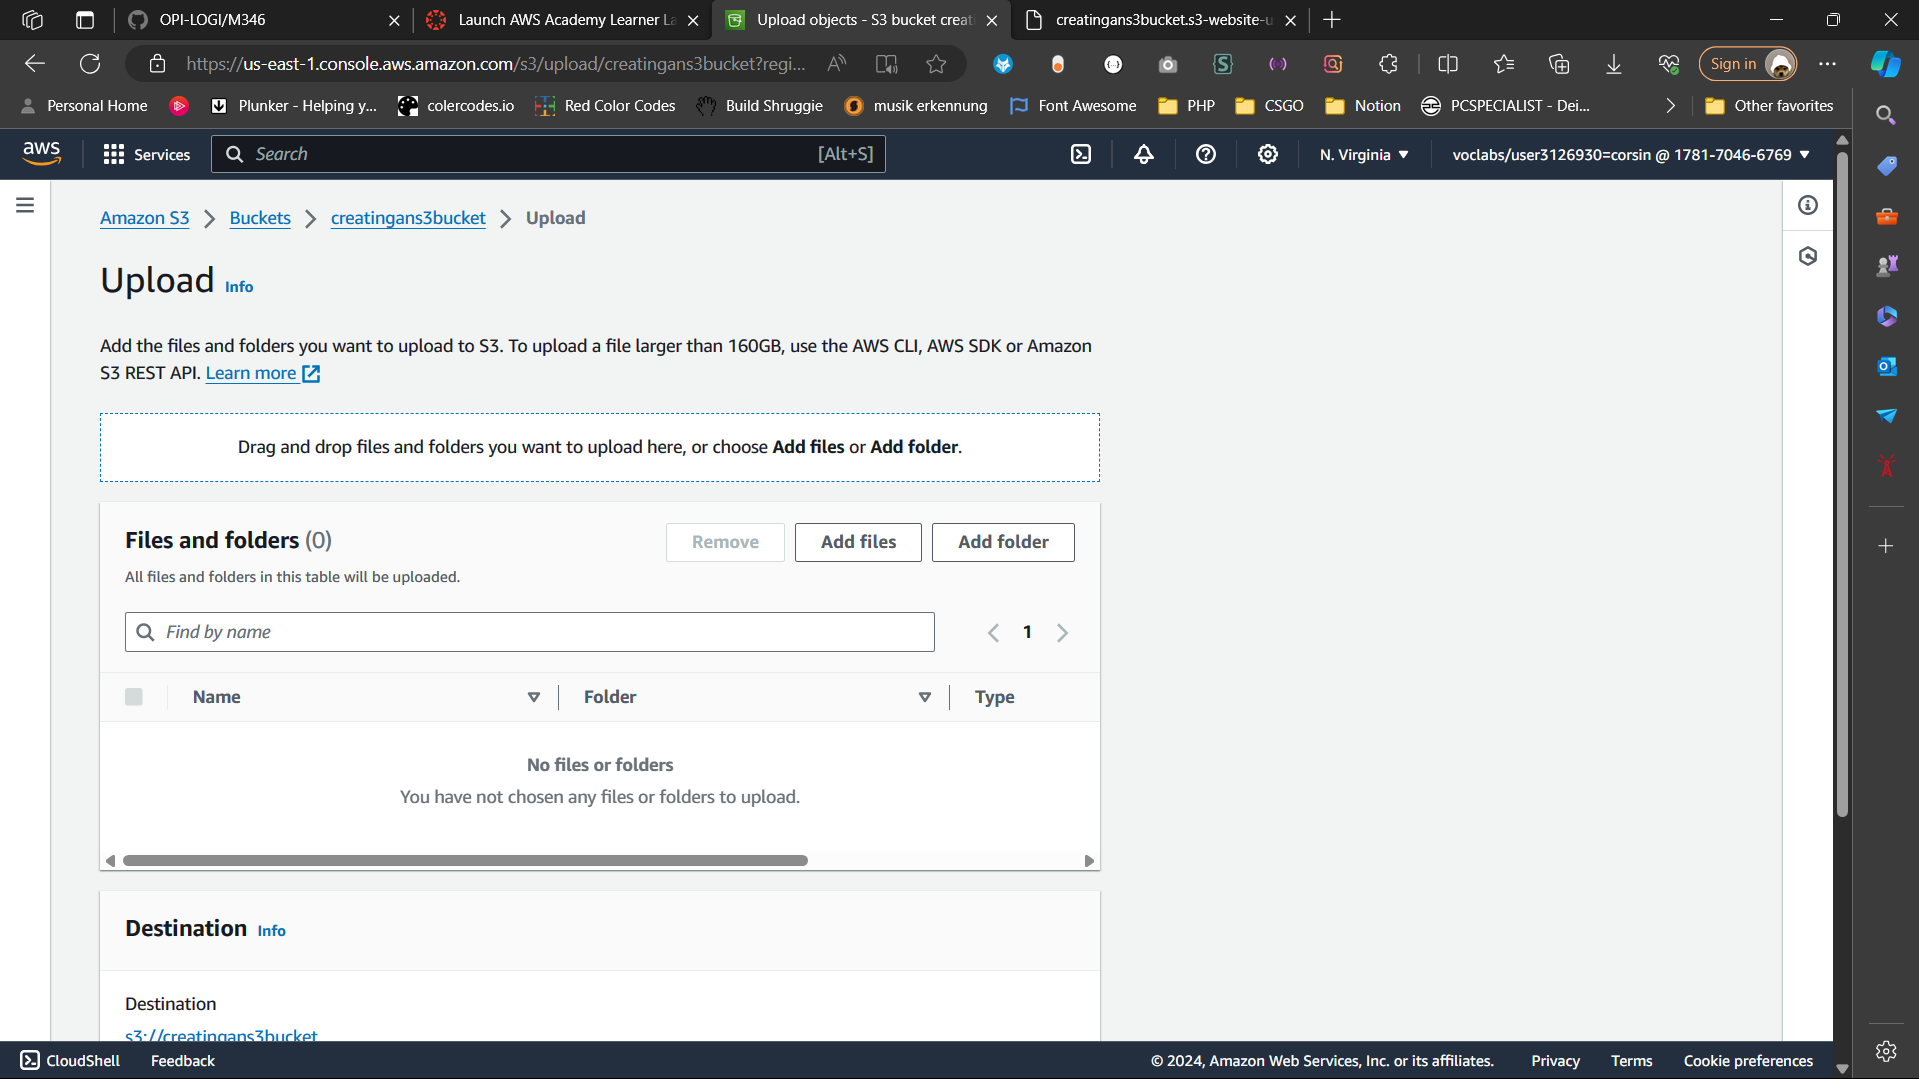 OPI-LOGI/M346
Launch AWS Academy Learner La
Upload objects - S3 bucket creati
creatingans3bucket.s3-website-u
https://us-east-1.console.aws.amazon.com/s3/upload/creatingans3bucket?regi...
Sign in
Personal Home
Plunker - Helping y...
colercodes.io
Red Color Codes
Build Shruggie
musik erkennung
Font Awesome
PHP
CSGO
Notion
PCSPECIALIST - Dei...
Other favorites
aws
Services
Search
[Alt+S]
N. Virginia
voclabs/user3126930=corsin @ 1781-7046-6769
Amazon S3
Buckets
creatingans3bucket
Upload
Upload Info
Add the files and folders you want to upload to S3. To upload a file larger than 160GB, use the AWS CLI, AWS SDK or Amazon
S3 REST API. Learn more
Drag and drop files and folders you want to upload here, or choose Add files or Add folder.
Files and folders (0)
Remove
Add files
Add folder
All files and folders in this table will be uploaded.
Find by name
1
Name
Folder
Type
No files or folders
You have not chosen any files or folders to upload.
Destination Info
Destination
s3://creatingans3bucket
CloudShell
Feedback
© 2024, Amazon Web Services, Inc. or its affiliates.
Privacy
Terms
Cookie preferences